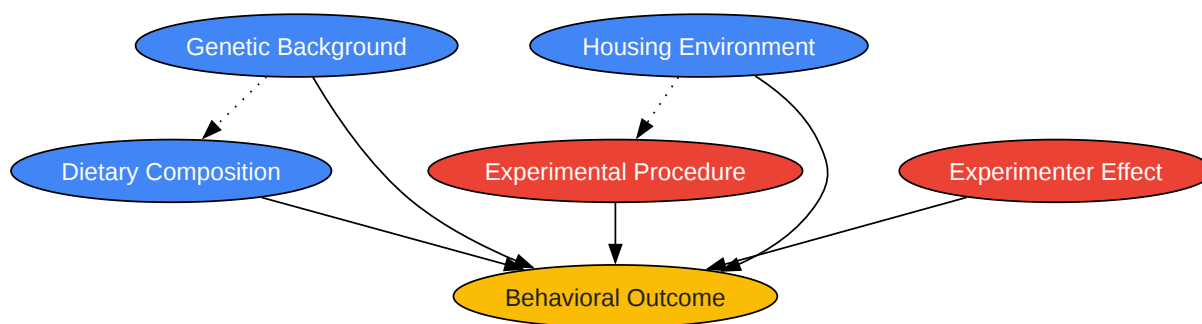 Genetic Background
Housing Environment
Dietary Composition
Experimental Procedure
Experimenter Effect
Behavioral Outcome